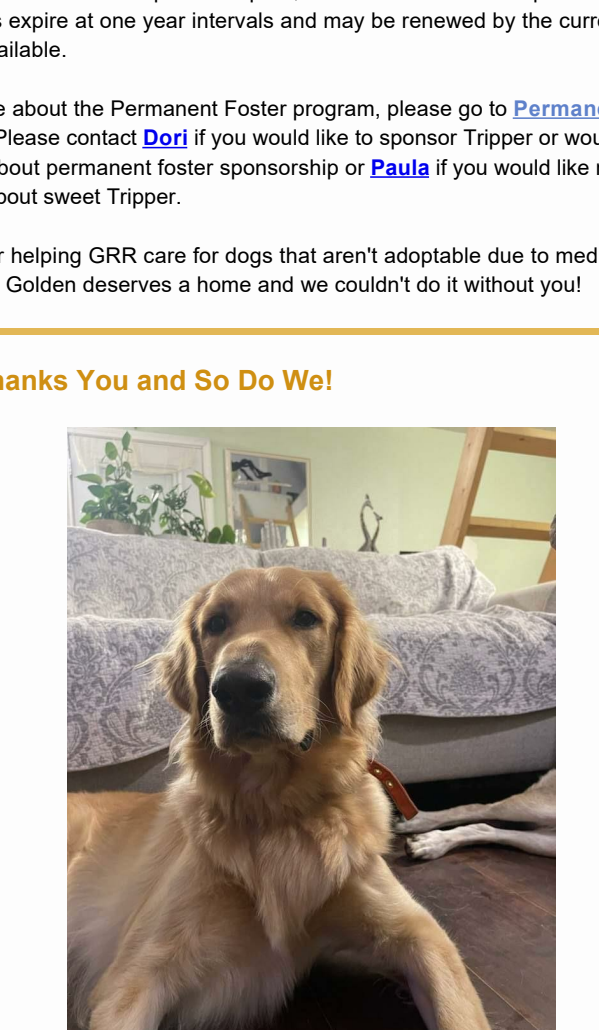 s expire at one year intervals and may be renewed by the curre
ailable.
e about the Permanent Foster program, please go to Permane
Please contact Dori if you would like to sponsor Tripper or wou
bout permanent foster sponsorship or Paula if you would like
bout sweet Tripper.
r helping GRR care for dogs that aren't adoptable due to med
Golden deserves a home and we couldn't do it without you!
hanks You and So Do We!